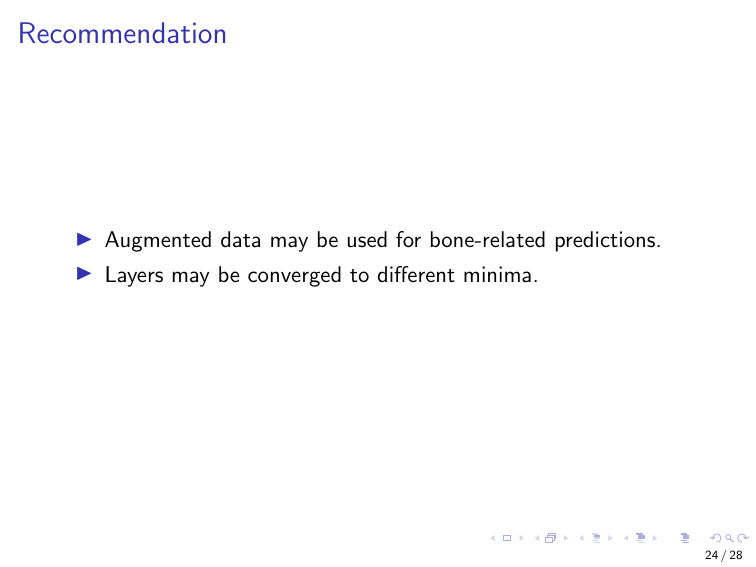 Recommendation
Augmented data may be used for bone-related predictions.
Layers may be converged to different minima.
24 / 28